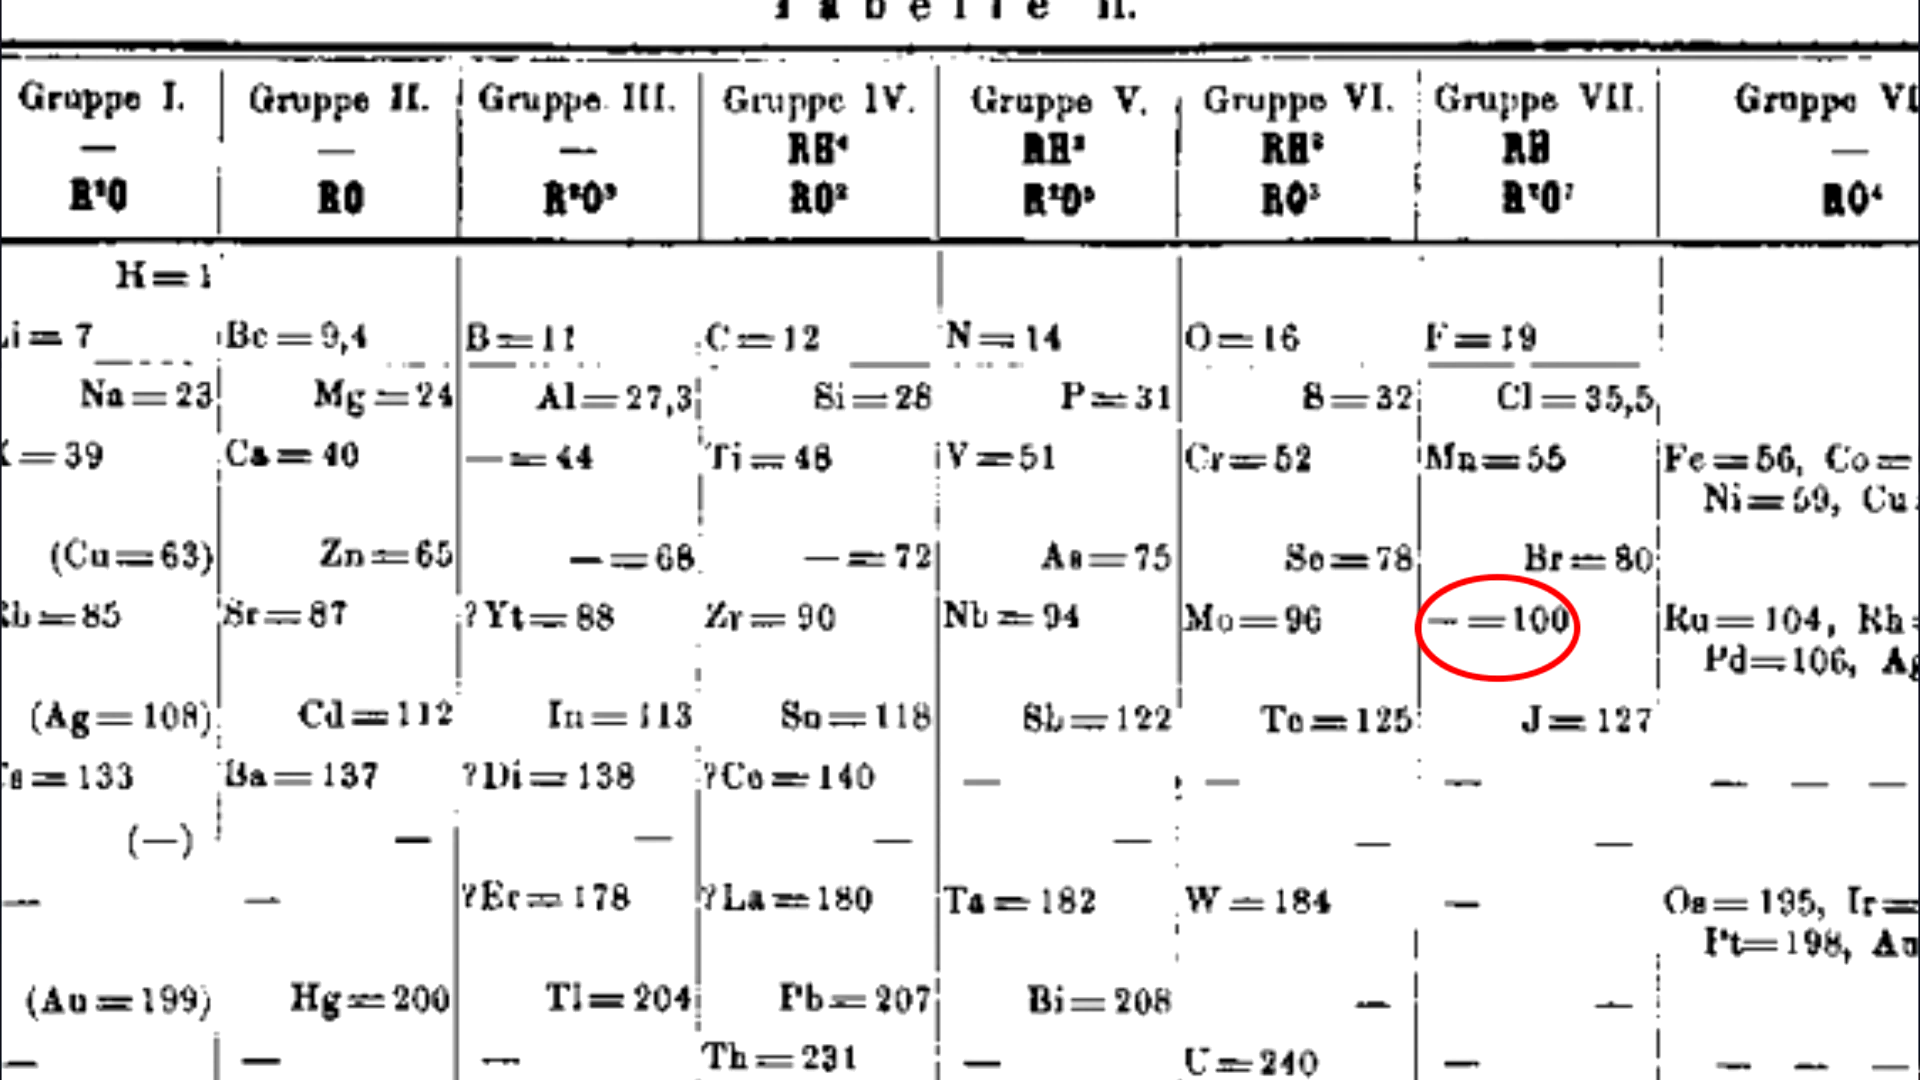 Tabelle II.
Gruppe I. Gruppe II. Gruppe III. Gruppe IV. Gruppe V. Gruppe VI. Gruppe VII. Gruppe VI
— — — RH⁴ RH³ RH² RH —
R²O RO R²O³ RO² R²O⁵ RO³ R²O⁷ RO⁴
H=1
Li=7 Be=9,4 B=11 C=12 N=14 O=16 F=19
Na=23 Mg=24 Al=27,3 Si=28 P=31 S=32 Cl=35,5
K=39 Ca=40 —=44 Ti=48 V=51 Cr=52 Mn=55 Fe=56, Co=
Ni=59, Cu
(Cu=63) Zn=65 —=68 —=72 As=75 Se=78 Br=80
Rb=85 Sr=87 ?Yt=88 Zr=90 Nb=94 Mo=96 —=100 Ru=104, Rh=
Pd=106, Ag
(Ag=108) Cd=112 In=113 Sn=118 Sb=122 Te=125 J=127
Cs=133 Ba=137 ?Di=138 ?Ce=140 — — — — — —
(—) — — — — — —
— — ?Er=178 ?La=180 Ta=182 W=184 — Os=195, Ir=
Pt=198, Au
(Au=199) Hg=200 Tl=204 Pb=207 Bi=208 — —
— — — Th=231 — U=240 — — — —